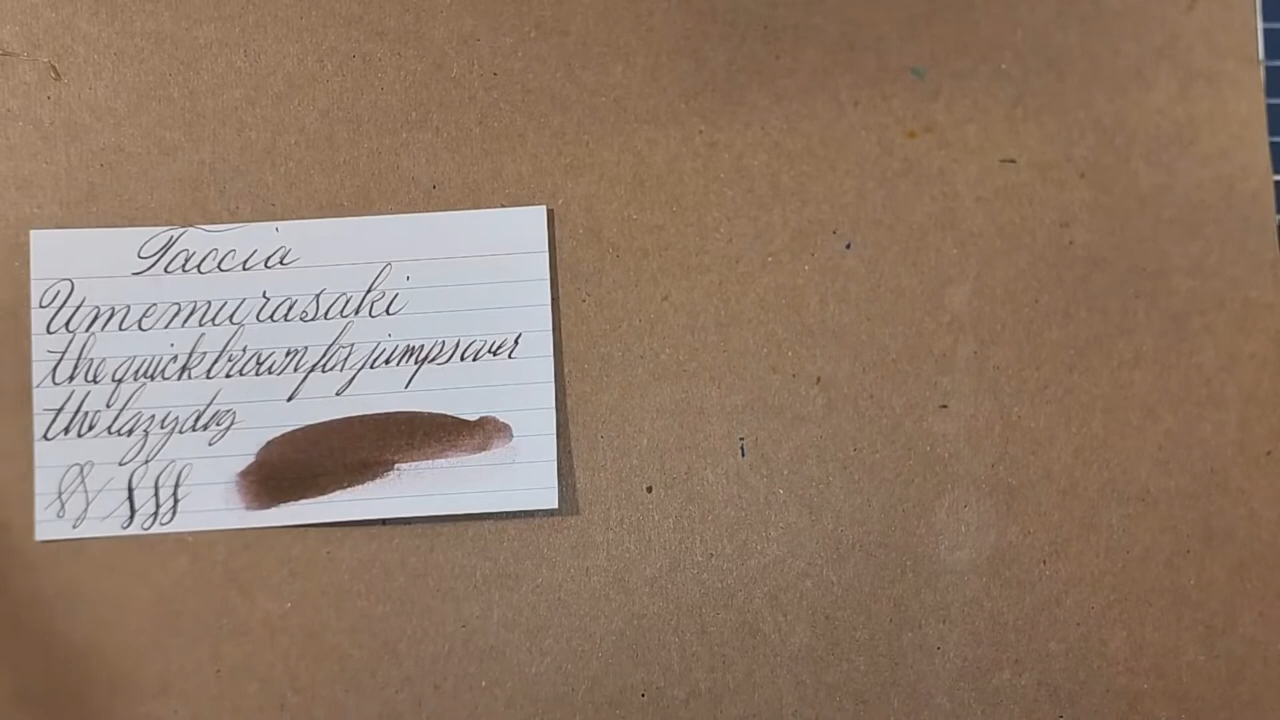 Taccia
Umemurasaki
the quick brown fox jumps over
the lazy dog